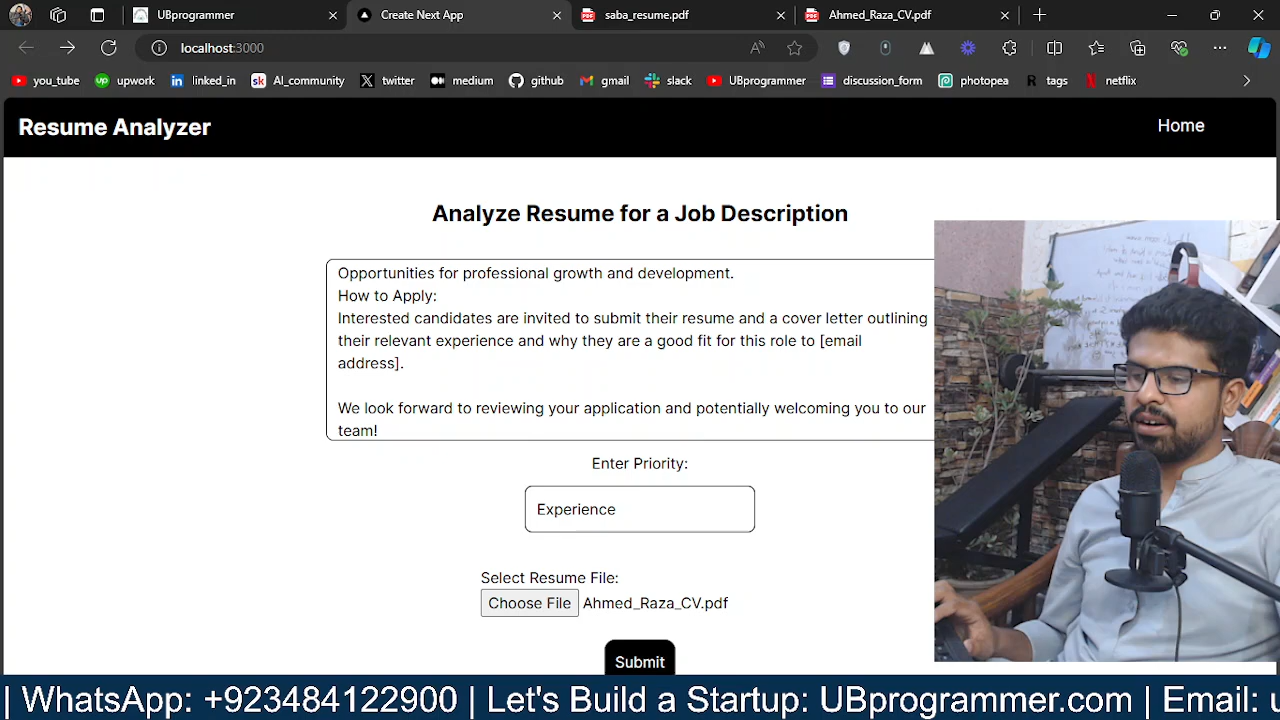 UBprogrammer
Create Next App
saba_resume.pdf
Ahmed_Raza_CV.pdf
localhost:3000
you_tube
upwork
linked_in
AI_community
twitter
medium
github
gmail
slack
UBprogrammer
discussion_form
photopea
tags
netflix
Resume Analyzer
Home
Analyze Resume for a Job Description
Opportunities for professional growth and development.
How to Apply:
Interested candidates are invited to submit their resume and a cover letter outlining
their relevant experience and why they are a good fit for this role to [email
address].
We look forward to reviewing your application and potentially welcoming you to our
team!
Enter Priority:
Experience
Select Resume File:
Choose File Ahmed_Raza_CV.pdf
Submit
| WhatsApp: +923484122900 | Let's Build a Startup: UBprogrammer.com | Email: u